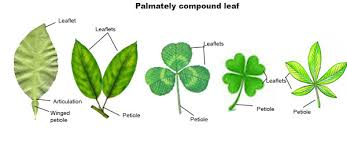 Palmately compound leaf
Leaflet
Articulation
Winged
petiole
Leaflets
Petiole
Leaflets
Petiole
Leaflets
Petiole
Petiole